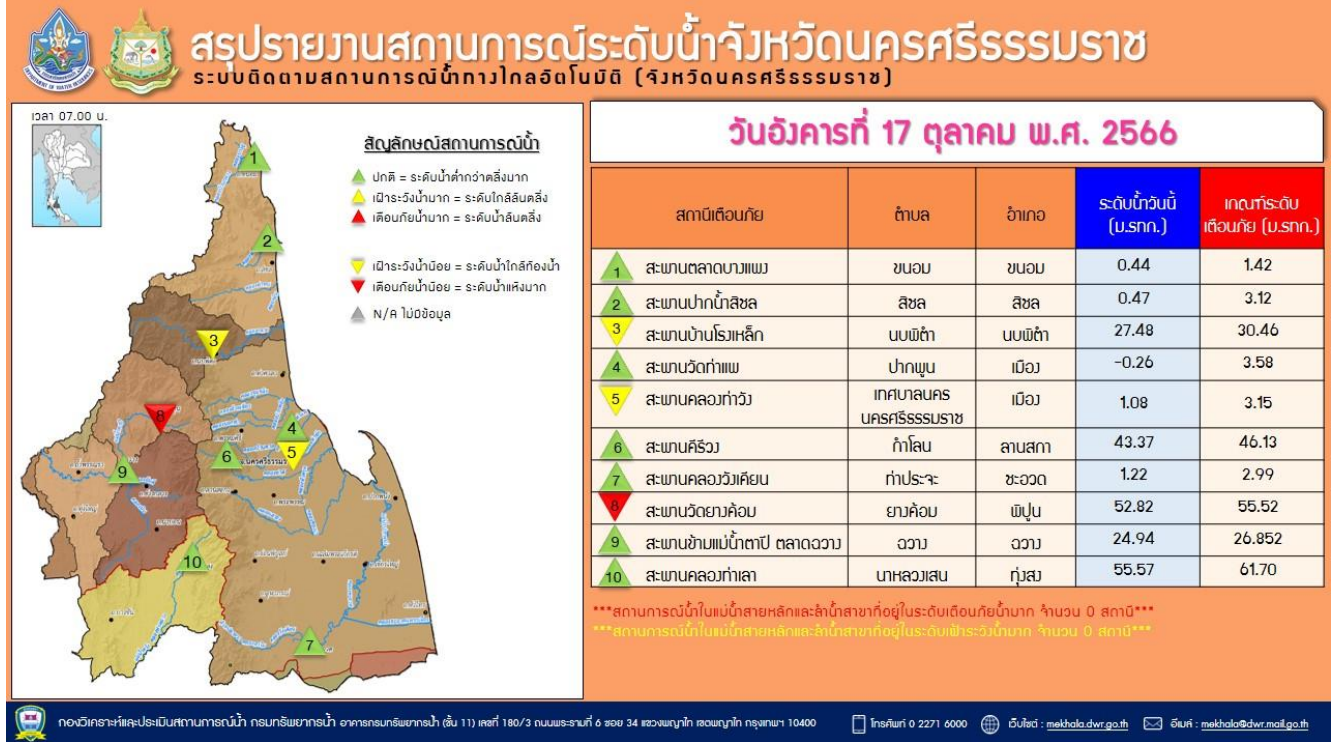 สรุปรายงานสถานการณ์ระดับน้ำจังหวัดนครศรีธรรมราช
ระบบติดตามสถานการณ์น้ำทางไกลอัตโนมัติ (จังหวัดนครศรีธรรมราช)
เวลา 07.00 น.
สัญลักษณ์สถานการณ์น้ำ
ปกติ = ระดับน้ำต่ำกว่าตลิ่งมาก
เฝ้าระวังน้ำมาก = ระดับใกล้ล้นตลิ่ง
เตือนภัยน้ำมาก = ระดับน้ำล้นตลิ่ง
เฝ้าระวังน้ำน้อย = ระดับน้ำใกล้ท้องน้ำ
เตือนภัยน้ำน้อย = ระดับน้ำแห้งมาก
N/A ไม่มีข้อมูล
1
2
3
8
4
5
6
9
10
7
วันอังคารที่ 17 ตุลาคม พ.ศ. 2566
สถานีเตือนภัย ตำบล อำเภอ ระดับน้ำวันนี้ (ม.รทก.) เกณฑ์ระดับเตือนภัย (ม.รทก.)
1 สะพานตลาดบางแพง ขนอม ขนอม 0.44 1.42
2 สะพานปากน้ำสิชล สิชล สิชล 0.47 3.12
3 สะพานบ้านโรงเหล็ก นบพิตำ นบพิตำ 27.48 30.46
4 สะพานวัดท่าแพ ปากพูน เมือง -0.26 3.58
5 สะพานคลองท่าวัง เทศบาลนครนครศรีธรรมราช เมือง 1.08 3.15
6 สะพานคีรีวง กำโลน ลานสกา 43.37 46.13
7 สะพานคลองวังเคียน ท่าประจะ ชะอวด 1.22 2.99
8 สะพานวัดยางค้อม ยางค้อม พิปูน 52.82 55.52
9 สะพานข้ามแม่น้ำตาปี ตลาดฉวาง ฉวาง ฉวาง 24.94 26.852
10 สะพานคลองท่าเลา นาหลวงเสน ทุ่งสง 55.57 61.70
***สถานการณ์น้ำในแม่น้ำสายหลักและลำน้ำสาขาที่อยู่ในระดับเตือนภัยน้ำมาก จำนวน 0 สถานี***
***สถานการณ์น้ำในแม่น้ำสายหลักและลำน้ำสาขาที่อยู่ในระดับเฝ้าระวังน้ำมาก จำนวน 0 สถานี***
กองวิเคราะห์และประเมินสถานการณ์น้ำ กรมทรัพยากรน้ำ อาคารกรมทรัพยากรน้ำ (ชั้น 11) เลขที่ 180/3 ถนนพระรามที่ 6 ซอย 34 แขวงพญาไท เขตพญาไท กรุงเทพฯ 10400
โทรศัพท์ 0 2271 6000
เว็บไซต์ : mekhala.dwr.go.th
อีเมล์ : mekhala@dwr.mail.go.th